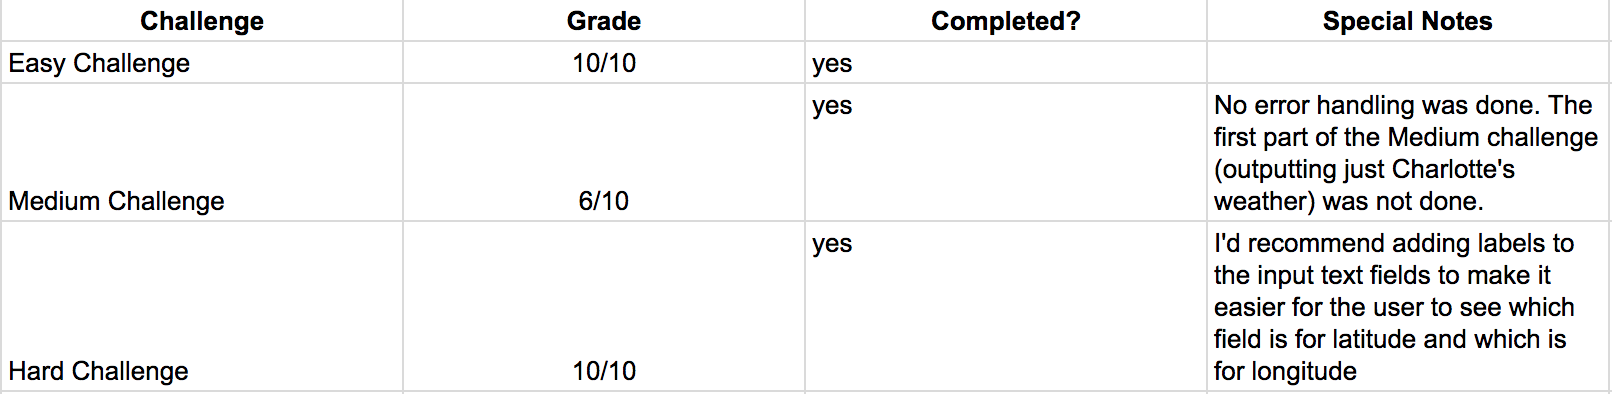 Challenge Grade Completed? Special Notes
Easy Challenge 10/10 yes
Medium Challenge 6/10 yes No error handling was done. The
first part of the Medium challenge
(outputting just Charlotte's
weather) was not done.
Hard Challenge 10/10 yes I'd recommend adding labels to
the input text fields to make it
easier for the user to see which
field is for latitude and which is
for longitude